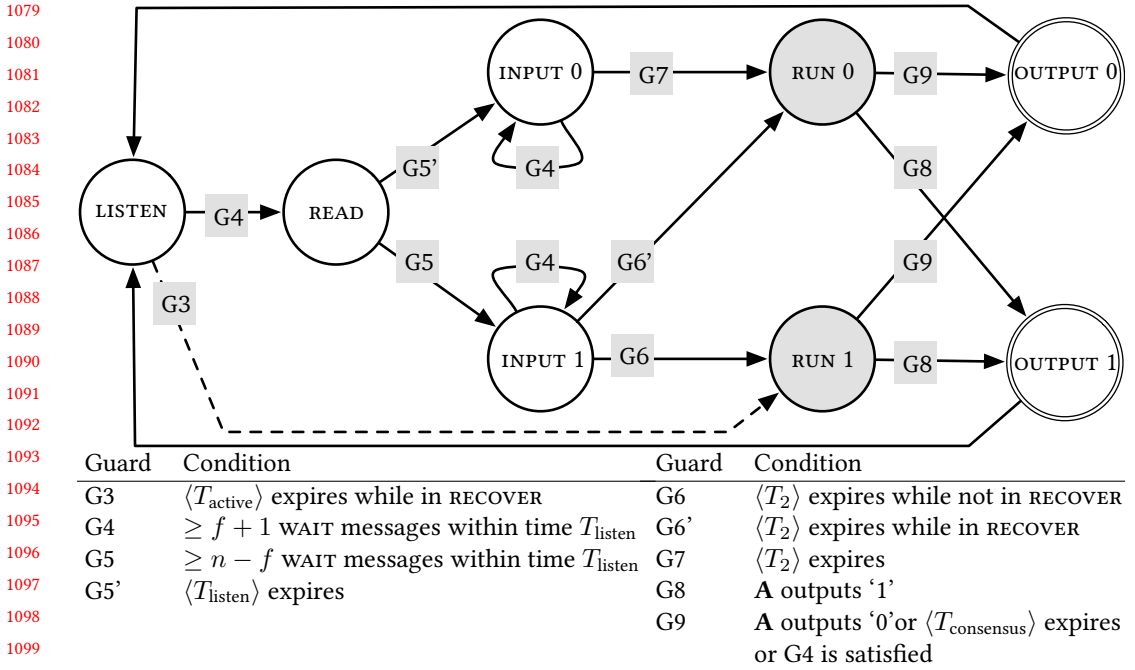 1079
1080
1081
1082
1083
1084
1085
1086
1087
1088
1089
1090
1091
1092
1093
1094
1095
1096
1097
1098
1099
INPUT 0
G7
RUN 0
G9
OUTPUT 0
G5'
G4
G8
LISTEN
G4
READ
G5
G4
G6'
G9
G3
INPUT 1
G6
RUN 1
G8
OUTPUT 1
Guard Condition
G3 ⟨T_active⟩ expires while in RECOVER
G4 ≥ f + 1 WAIT messages within time T_listen
G5 ≥ n − f WAIT messages within time T_listen
G5' ⟨T_listen⟩ expires
Guard Condition
G6 ⟨T_2⟩ expires while not in RECOVER
G6' ⟨T_2⟩ expires while in RECOVER
G7 ⟨T_2⟩ expires
G8 A outputs ‘1’
G9 A outputs ‘0’or ⟨T_consensus⟩ expires
or G4 is satisfied